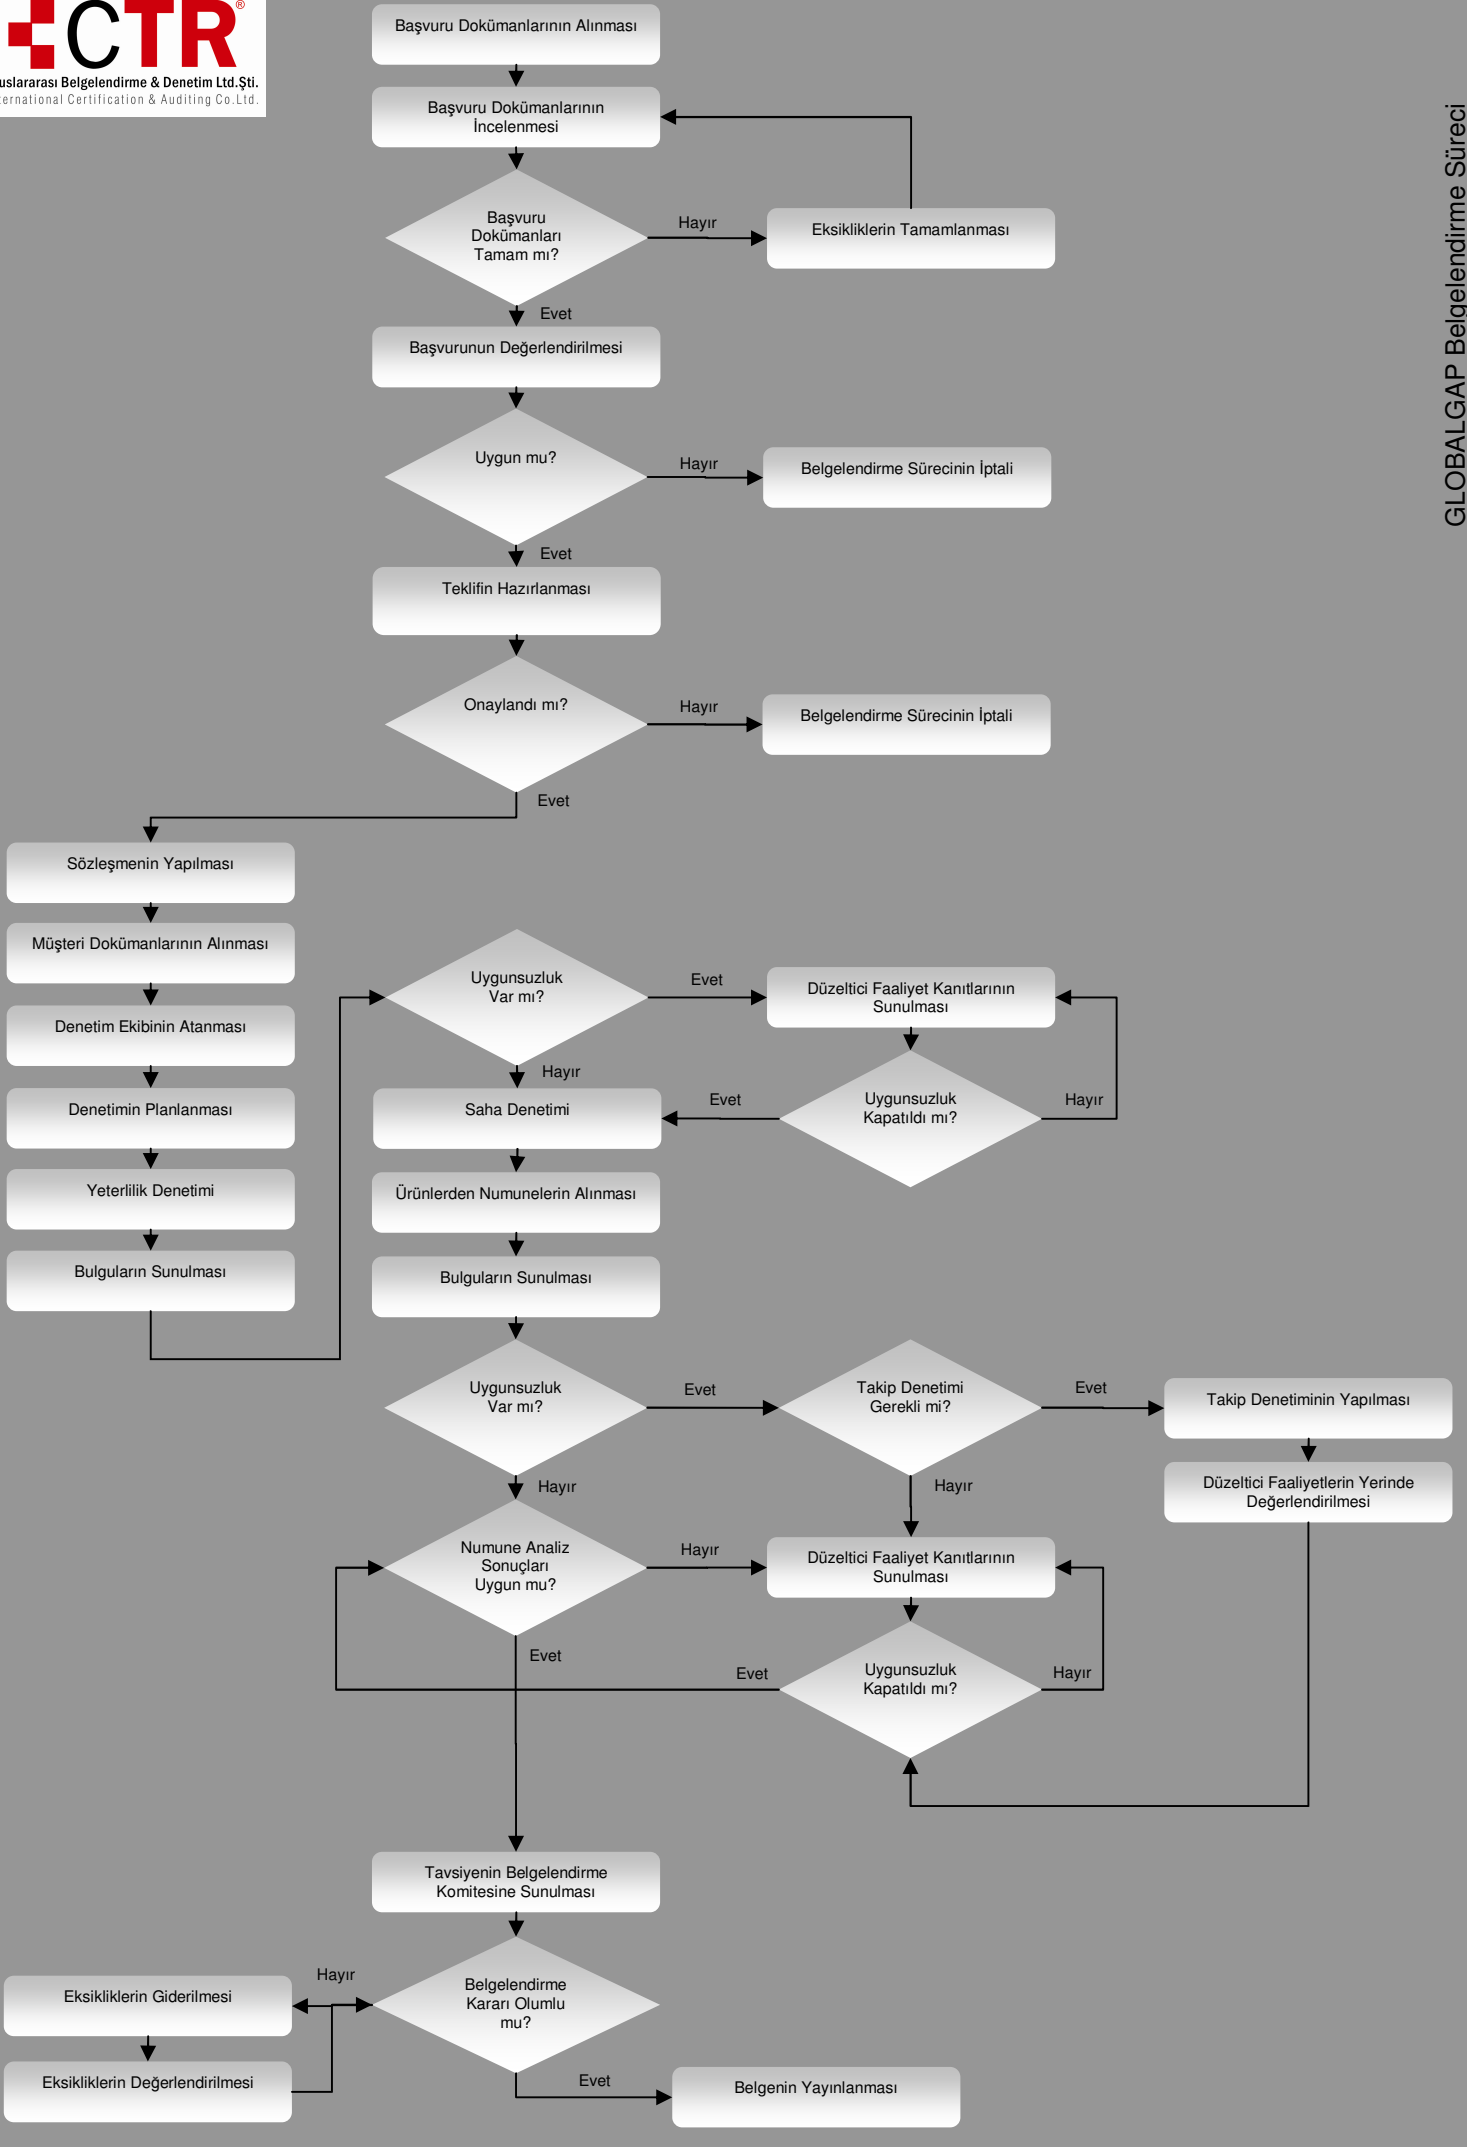 CTR®
uslararası Belgelendirme & Denetim Ltd.Şti.
ternational Certification & Auditing Co.Ltd.
GLOBALGAP Belgelendirme Süreci
Başvuru Dokümanlarının Alınması
Başvuru Dokümanlarının
İncelenmesi
Başvuru
Dokümanları
Tamam mı?
Hayır
Eksikliklerin Tamamlanması
Evet
Başvurunun Değerlendirilmesi
Uygun mu?
Hayır
Belgelendirme Sürecinin İptali
Evet
Teklifin Hazırlanması
Onaylandı mı?
Hayır
Belgelendirme Sürecinin İptali
Evet
Sözleşmenin Yapılması
Müşteri Dokümanlarının Alınması
Denetim Ekibinin Atanması
Denetimin Planlanması
Yeterlilik Denetimi
Bulguların Sunulması
Uygunsuzluk
Var mı?
Evet
Düzeltici Faaliyet Kanıtlarının
Sunulması
Hayır
Saha Denetimi
Evet
Uygunsuzluk
Kapatıldı mı?
Hayır
Ürünlerden Numunelerin Alınması
Bulguların Sunulması
Uygunsuzluk
Var mı?
Evet
Takip Denetimi
Gerekli mi?
Evet
Takip Denetiminin Yapılması
Düzeltici Faaliyetlerin Yerinde
Değerlendirilmesi
Hayır
Hayır
Numune Analiz
Sonuçları
Uygun mu?
Hayır
Düzeltici Faaliyet Kanıtlarının
Sunulması
Evet
Evet
Uygunsuzluk
Kapatıldı mı?
Hayır
Tavsiyenin Belgelendirme
Komitesine Sunulması
Belgelendirme
Kararı Olumlu
mu?
Hayır
Eksikliklerin Giderilmesi
Eksikliklerin Değerlendirilmesi
Evet
Belgenin Yayınlanması